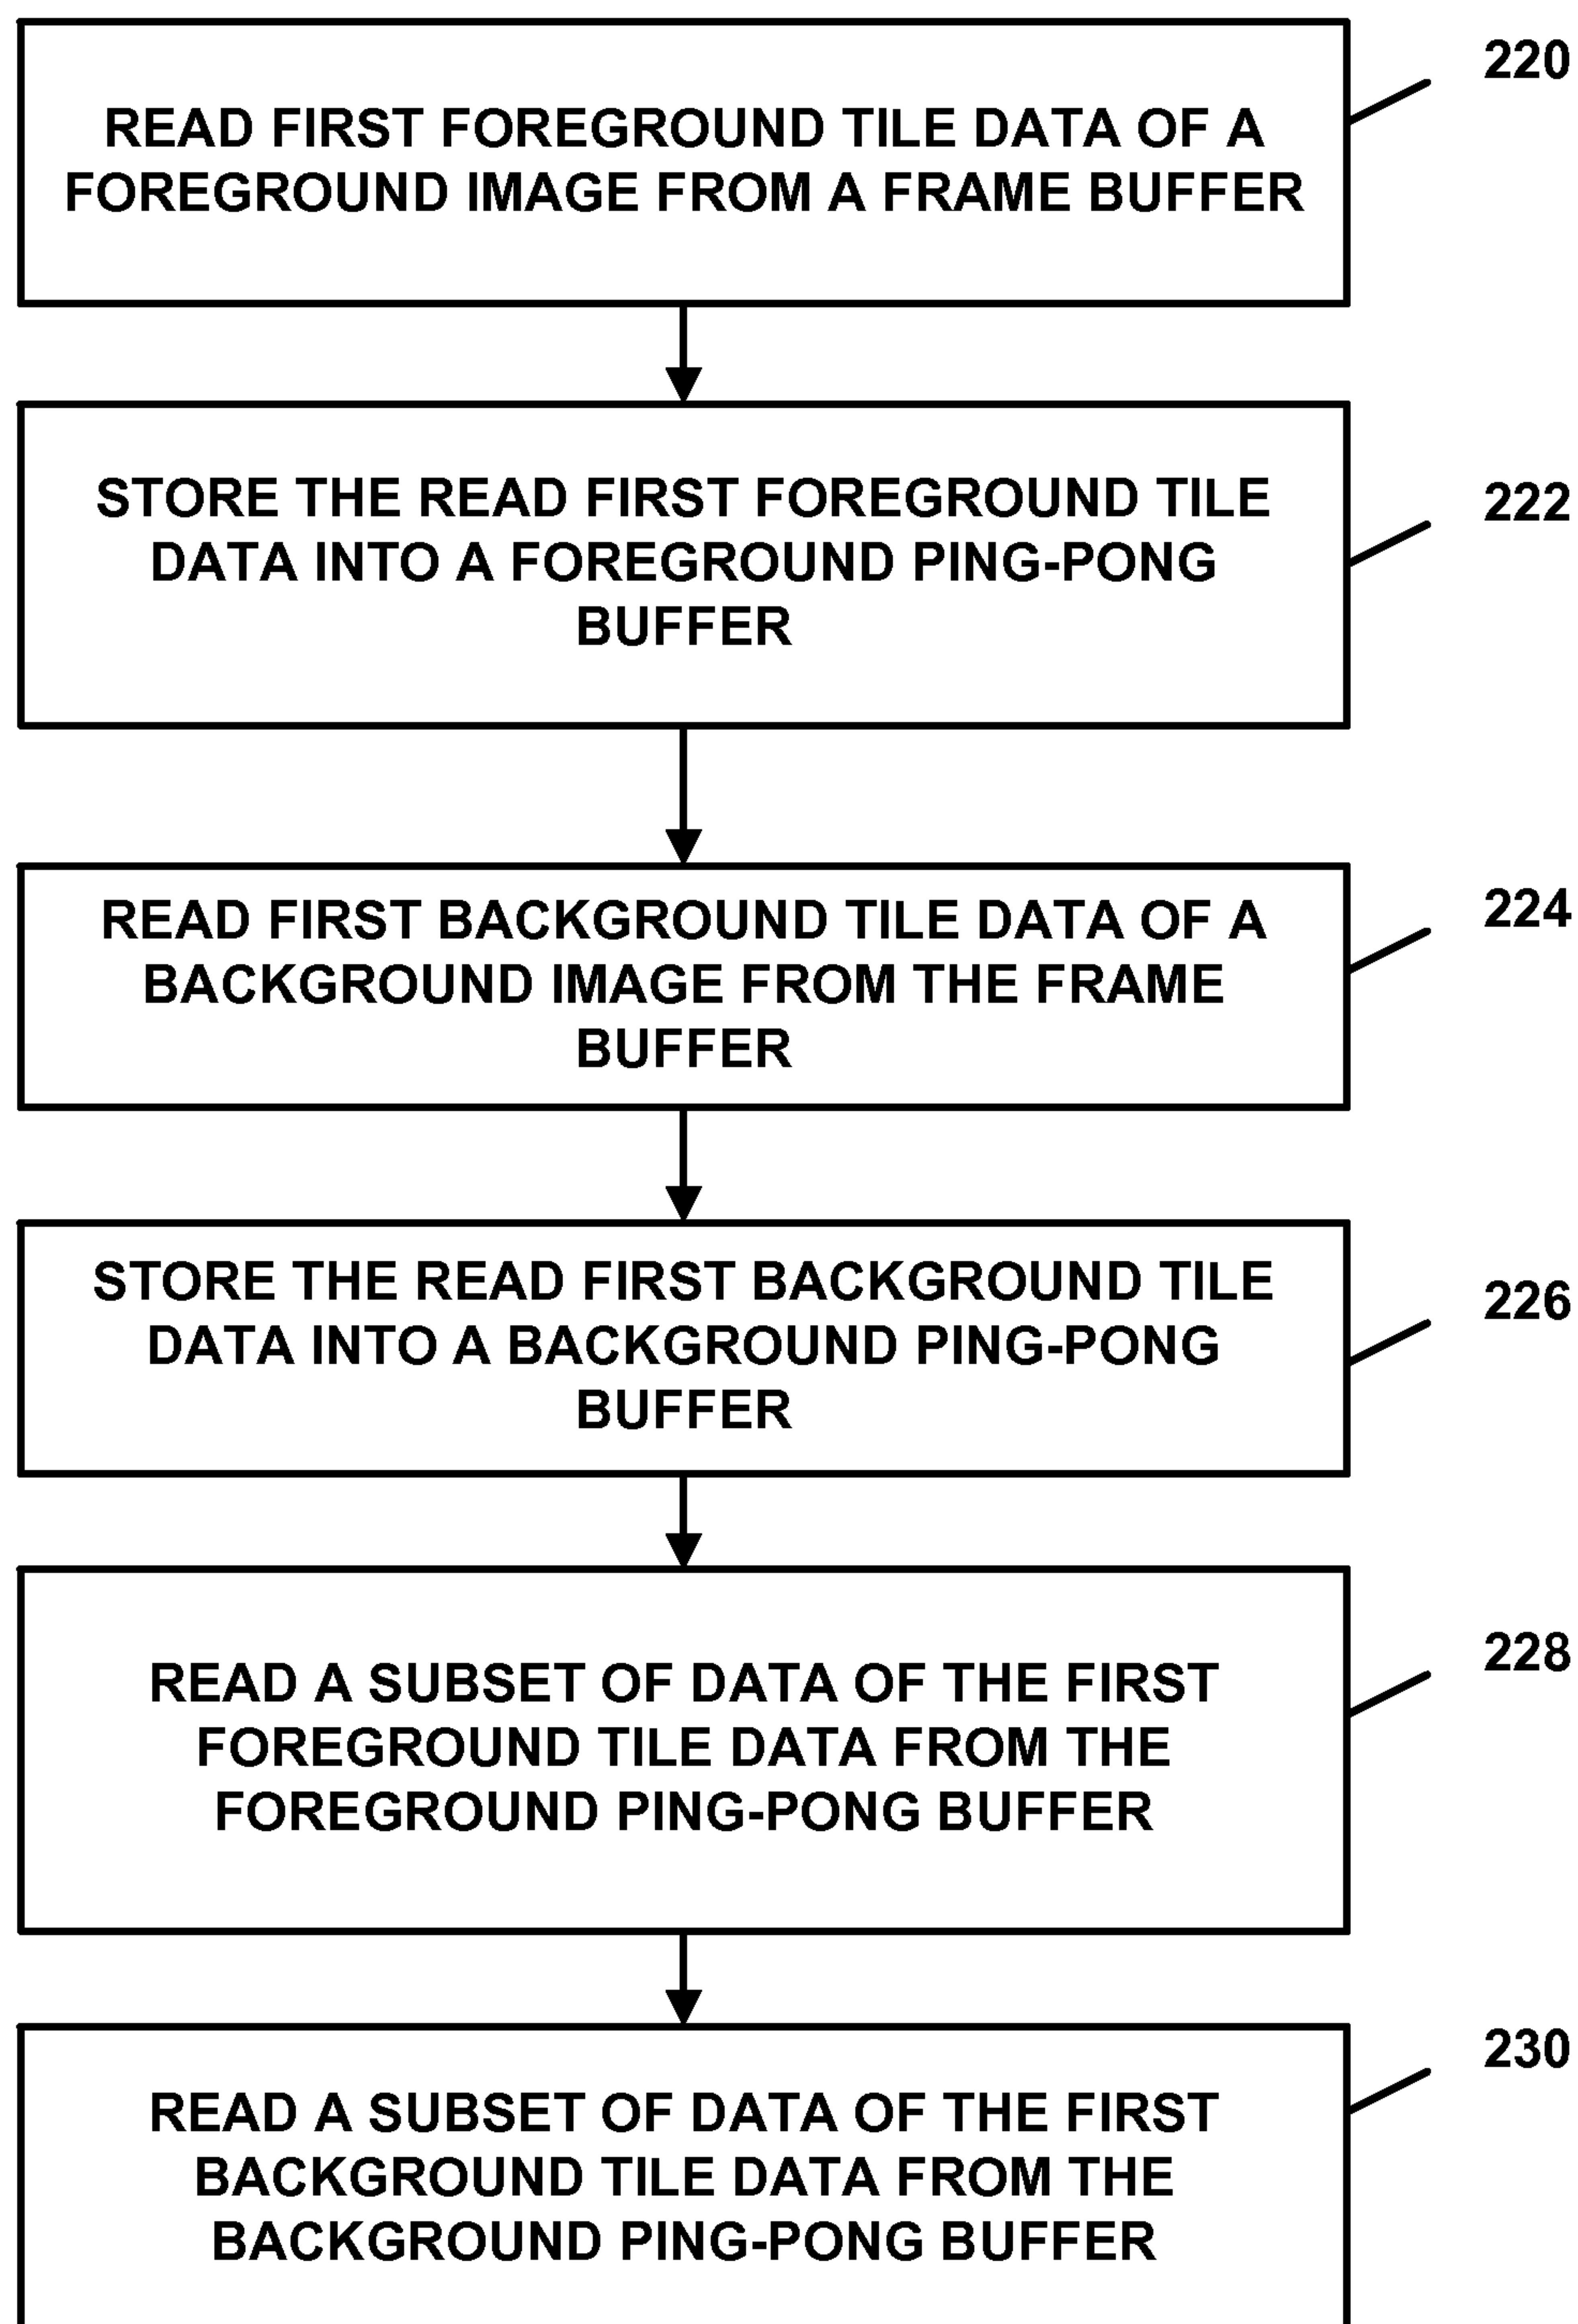 220
READ FIRST FOREGROUND TILE DATA OF A
FOREGROUND IMAGE FROM A FRAME BUFFER
222
STORE THE READ FIRST FOREGROUND TILE
DATA INTO A FOREGROUND PING-PONG
BUFFER
224
READ FIRST BACKGROUND TILE DATA OF A
BACKGROUND IMAGE FROM THE FRAME
BUFFER
226
STORE THE READ FIRST BACKGROUND TILE
DATA INTO A BACKGROUND PING-PONG
BUFFER
228
READ A SUBSET OF DATA OF THE FIRST
FOREGROUND TILE DATA FROM THE
FOREGROUND PING-PONG BUFFER
230
READ A SUBSET OF DATA OF THE FIRST
BACKGROUND TILE DATA FROM THE
BACKGROUND PING-PONG BUFFER